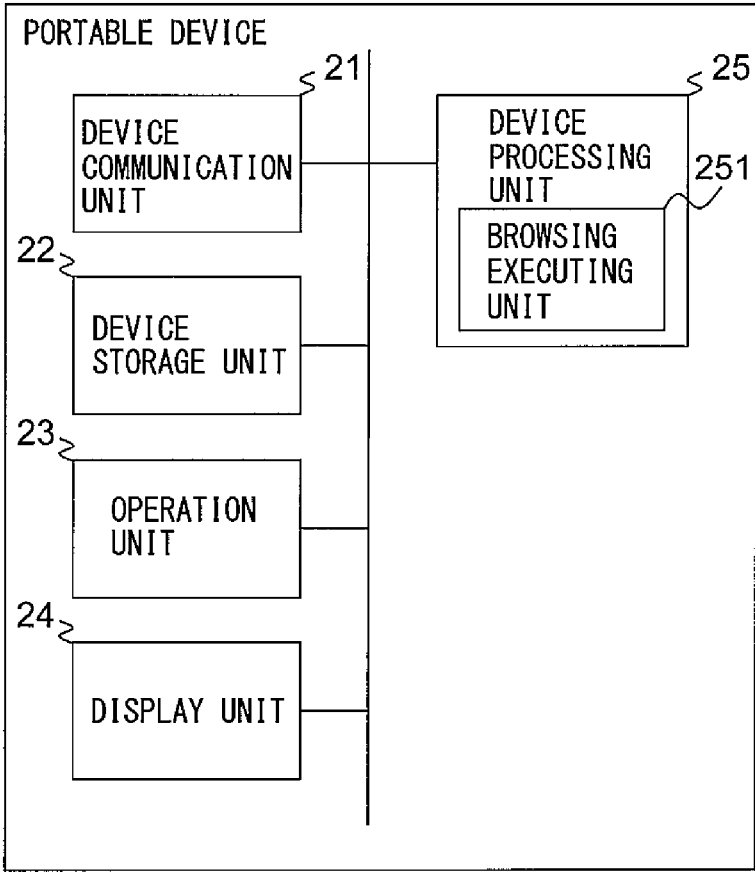 PORTABLE DEVICE
21
DEVICE
COMMUNICATION
UNIT
22
DEVICE
STORAGE UNIT
23
OPERATION
UNIT
24
DISPLAY UNIT
25
DEVICE
PROCESSING
UNIT
251
BROWSING
EXECUTING
UNIT